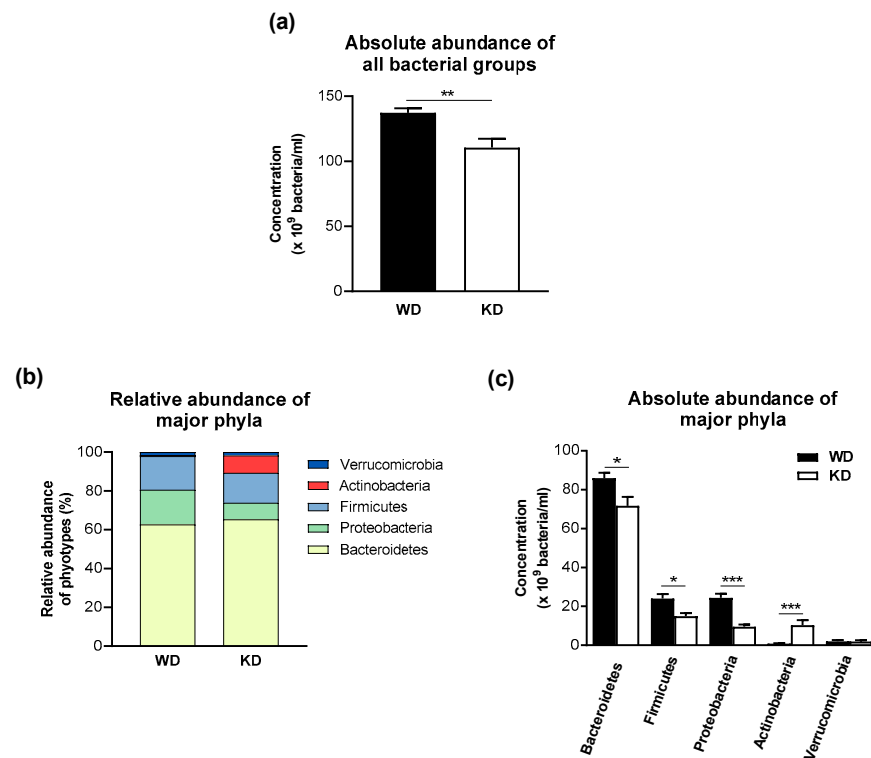 (a)
Absolute abundance of
all bacterial groups
Concentration
(x 10⁹ bacteria/ml)
150
100
50
0
**
WD
KD
(b)
Relative abundance of
major phyla
Relative abundance
of phyotypes (%)
100
80
60
40
20
0
WD
KD
Verrucomicrobia
Actinobacteria
Firmicutes
Proteobacteria
Bacteroidetes
(c)
Absolute abundance of
major phyla
Concentration
(x 10⁹ bacteria/ml)
100
80
60
40
20
0
WD
KD
*
*
***
***
Bacteroidetes
Firmicutes
Proteobacteria
Actinobacteria
Verrucomicrobia